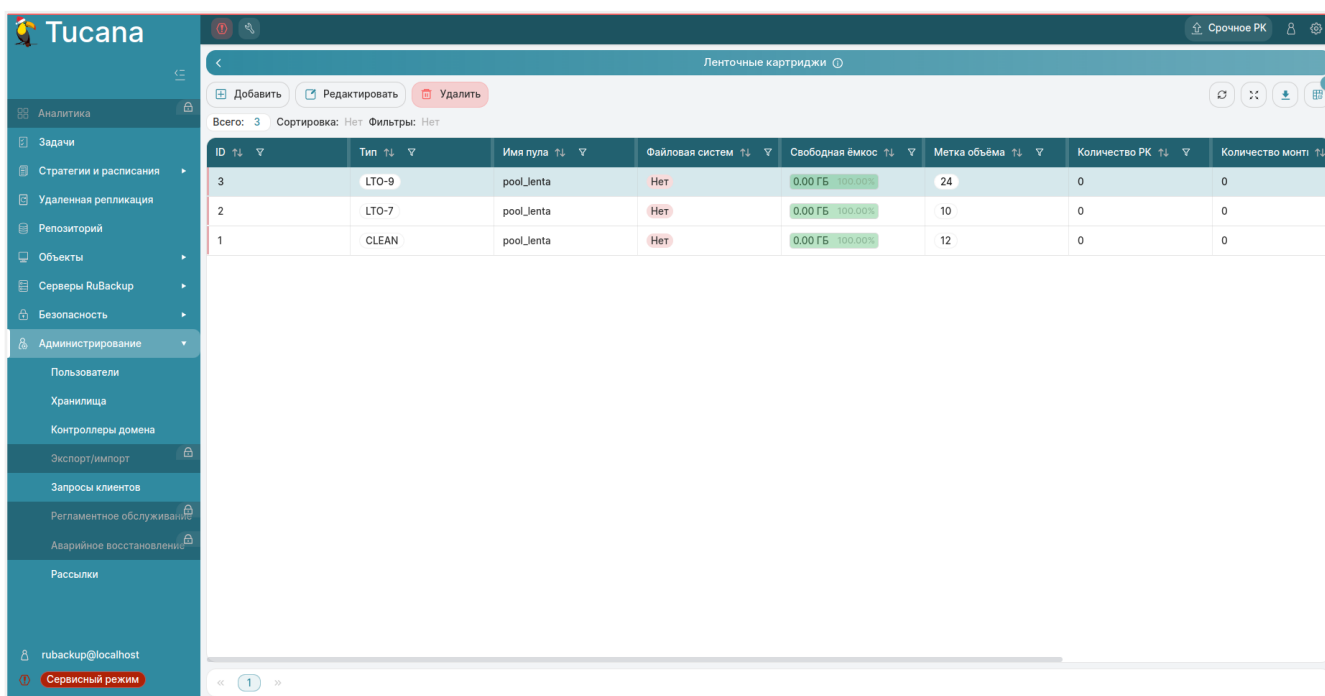 Tucana
Срочное РК
Ленточные картриджи
Аналитика
Задачи
Стратегии и расписания
Удаленная репликация
Репозиторий
Объекты
Серверы RuBackup
Безопасность
Администрирование
Пользователи
Хранилища
Контроллеры домена
Экспорт/импорт
Запросы клиентов
Регламентное обслуживание
Аварийное восстановление
Рассылки
rubackup@localhost
Сервисный режим
Добавить Редактировать Удалить
Всего: 3 Сортировка: Нет Фильтры: Нет
ID Тип Имя пула Файловая систем Свободная ёмкос Метка объёма Количество РК Количество монти
3 LTO-9 pool_lenta Нет 0.00 ГБ 100.00% 24 0 0
2 LTO-7 pool_lenta Нет 0.00 ГБ 100.00% 10 0 0
1 CLEAN pool_lenta Нет 0.00 ГБ 100.00% 12 0 0
« 1 »